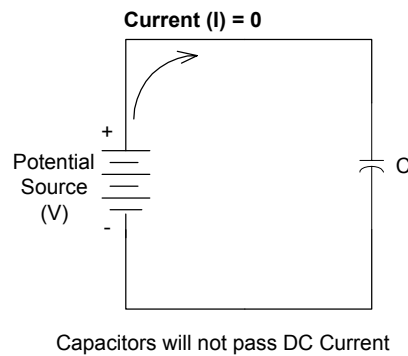 Current (I) = 0
+
Potential
Source
(V)
-
C
Capacitors will not pass DC Current